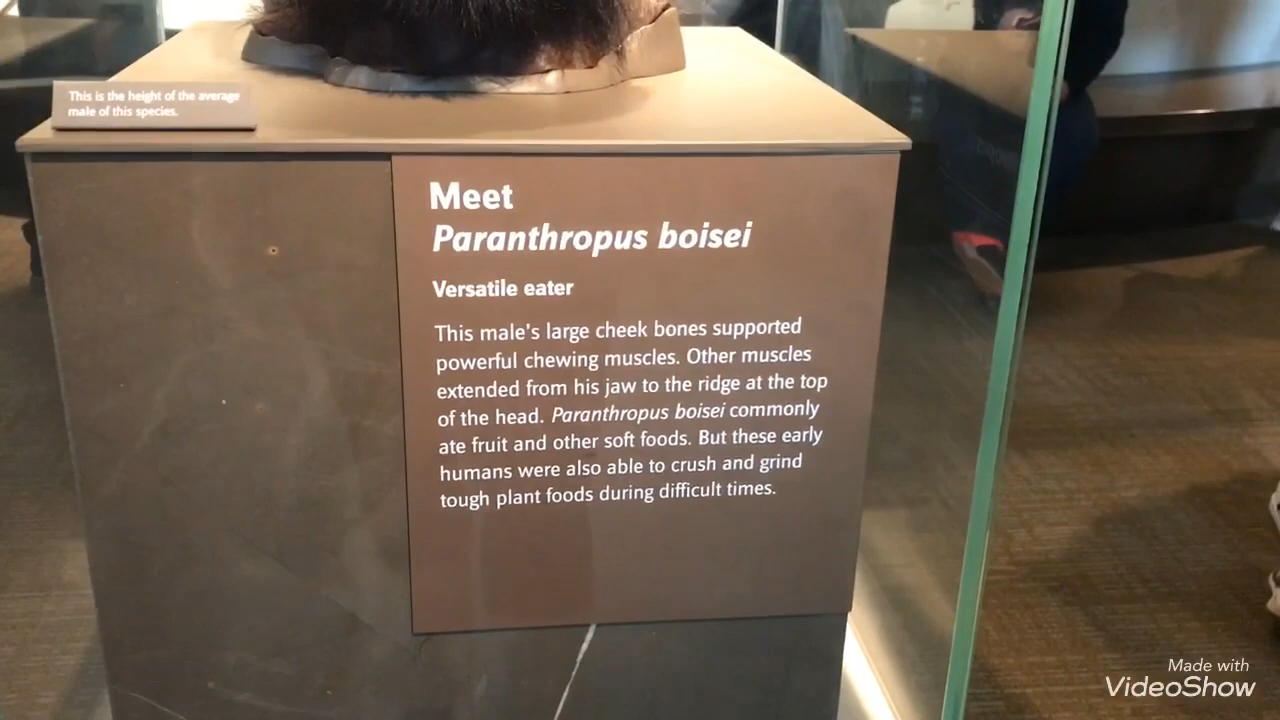 This is the height of the average
male of this species.
Meet
Paranthropus boisei
Versatile eater
This male's large cheek bones supported
powerful chewing muscles. Other muscles
extended from his jaw to the ridge at the top
of the head. Paranthropus boisei commonly
ate fruit and other soft foods. But these early
humans were also able to crush and grind
tough plant foods during difficult times.
Made with
VideoShow